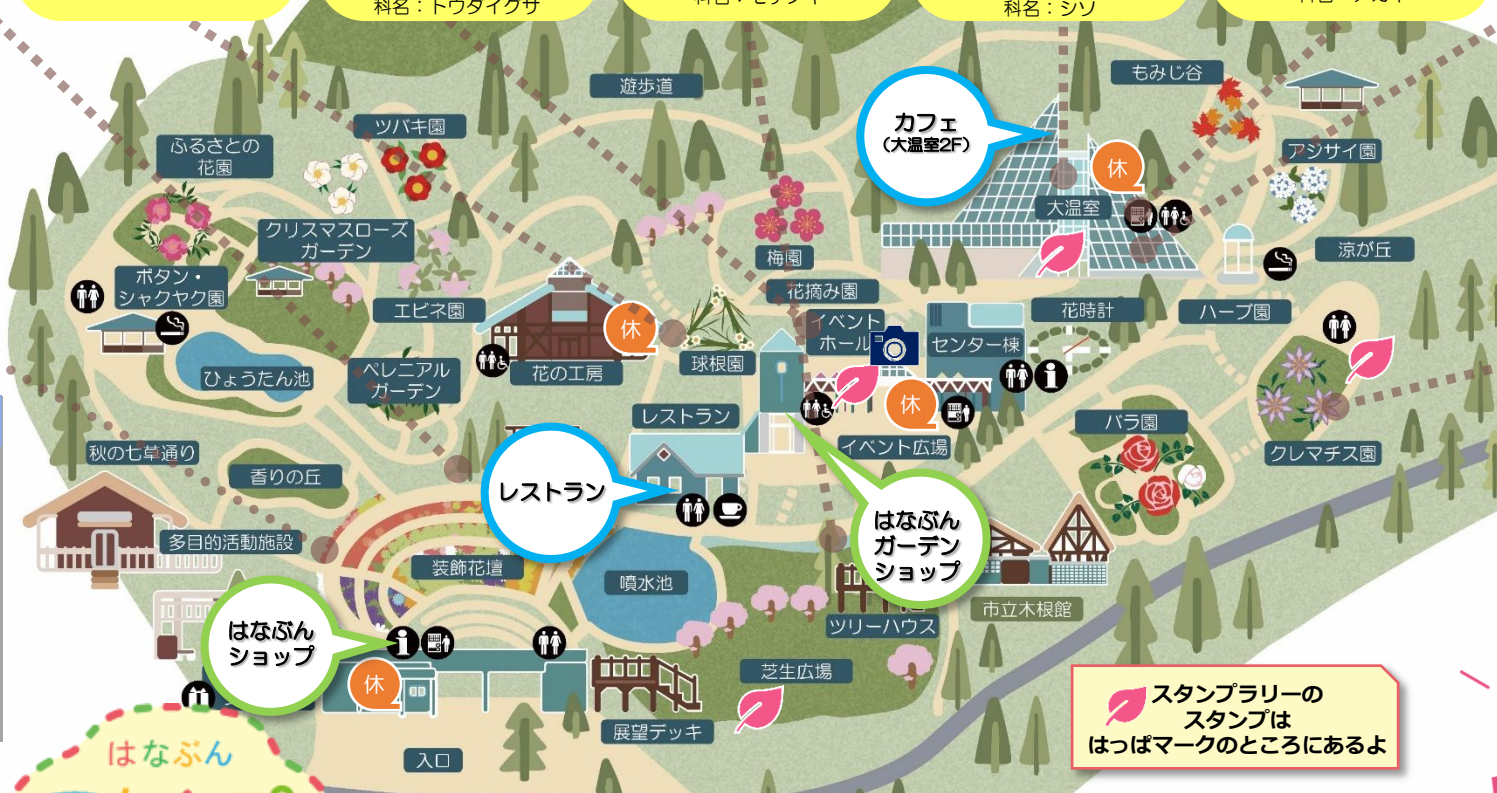 科名：トウダイグサ
科名：シソ
遊歩道
もみじ谷
カフェ
（大温室2F）
ツバキ園
ふるさとの
花園
アジサイ園
休
大温室
クリスマスローズ
ガーデン
梅園
涼が丘
ボタン・
シャクヤク園
エビネ園
花摘み園
イベント
ホール
花時計
ハーブ園
休
センター棟
球根園
花の工房
ひょうたん池
ペレニアル
ガーデン
休
レストラン
バラ園
イベント広場
クレマチス園
秋の七草通り
香りの丘
レストラン
はなぶん
ガーデン
ショップ
多目的活動施設
装飾花壇
噴水池
市立木根館
ツリーハウス
はなぶん
ショップ
休
芝生広場
展望デッキ
入口
スタンプラリーの
スタンプは
はっぱマークのところにあるよ
はなぶん